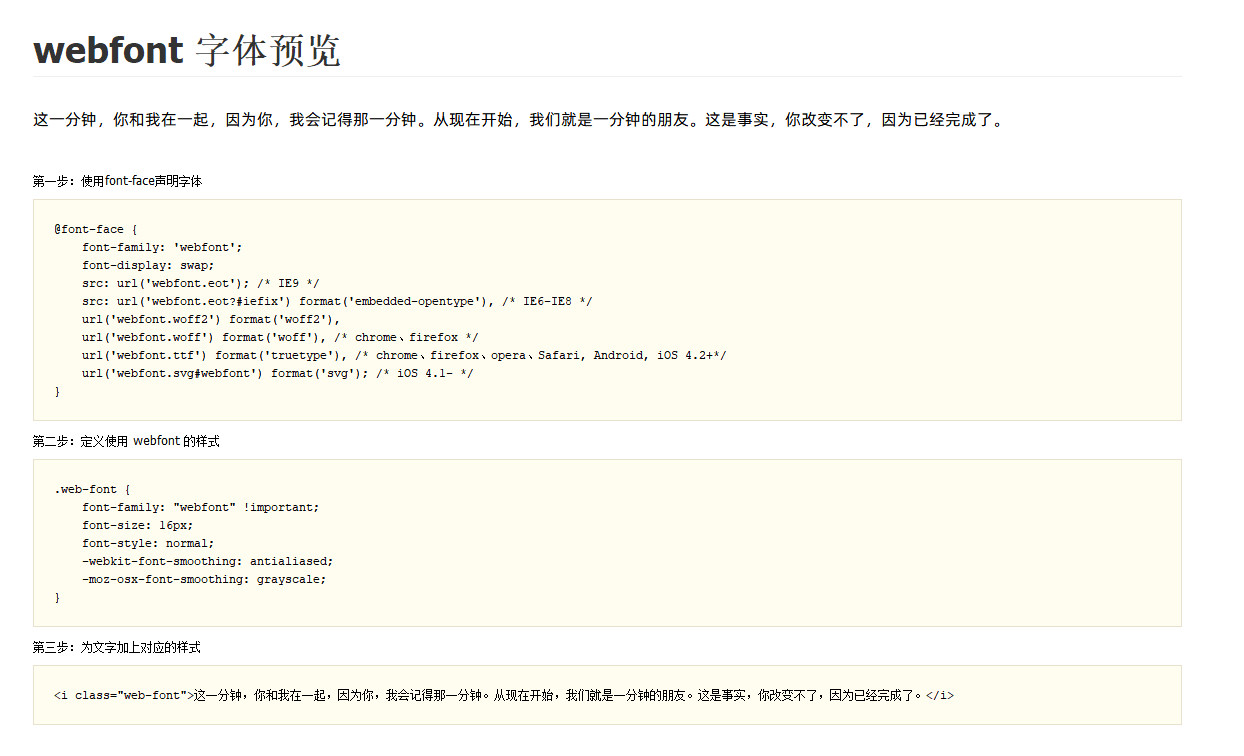 webfont 字体预览
这一分钟，你和我在一起，因为你，我会记得那一分钟。从现在开始，我们就是一分钟的朋友。这是事实，你改变不了，因为已经完成了。
第一步：使用font-face声明字体
@font-face {
    font-family: 'webfont';
    font-display: swap;
    src: url('webfont.eot'); /* IE9 */
    src: url('webfont.eot?#iefix') format('embedded-opentype'), /* IE6-IE8 */
    url('webfont.woff2') format('woff2'),
    url('webfont.woff') format('woff'), /* chrome、firefox */
    url('webfont.ttf') format('truetype'), /* chrome、firefox、opera、Safari, Android, iOS 4.2+*/
    url('webfont.svg#webfont') format('svg'); /* iOS 4.1- */
}
第二步：定义使用 webfont 的样式
.web-font {
    font-family: "webfont" !important;
    font-size: 16px;
    font-style: normal;
    -webkit-font-smoothing: antialiased;
    -moz-osx-font-smoothing: grayscale;
}
第三步：为文字加上对应的样式
<i class="web-font">这一分钟，你和我在一起，因为你，我会记得那一分钟。从现在开始，我们就是一分钟的朋友。这是事实，你改变不了，因为已经完成了。</i>